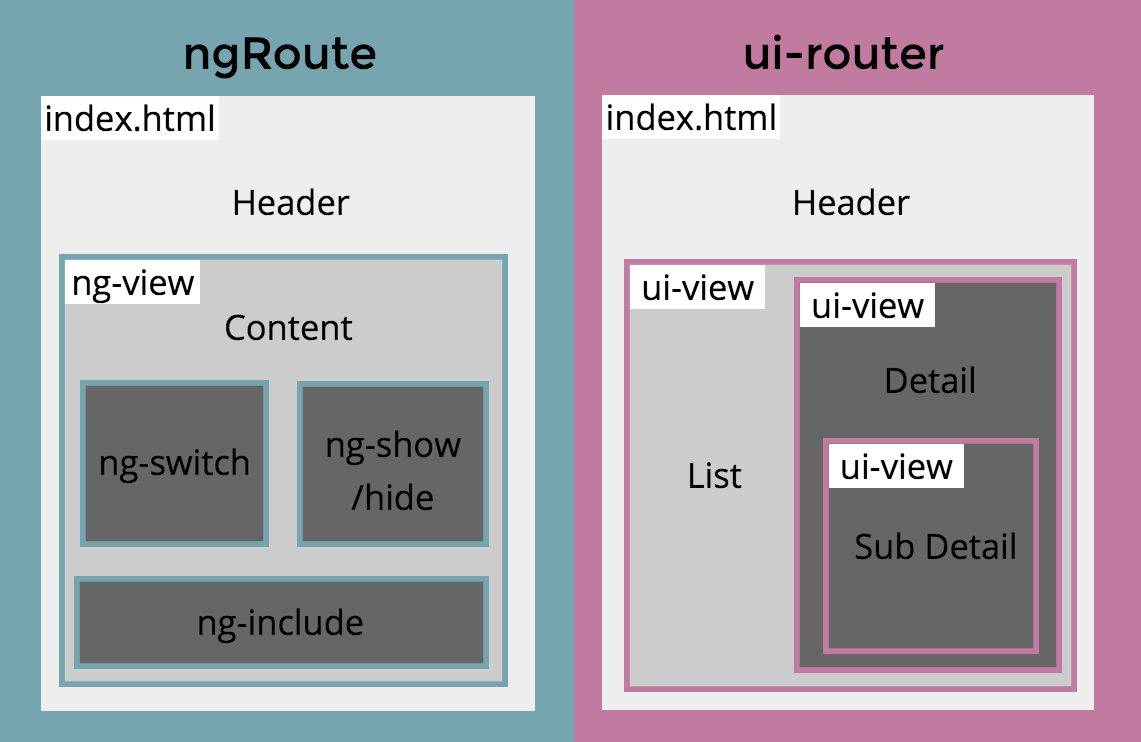 ngRoute
index.html
Header
ng-view
Content
ng-switch
ng-show
/hide
ng-include
ui-router
index.html
Header
ui-view
List
ui-view
Detail
ui-view
Sub Detail